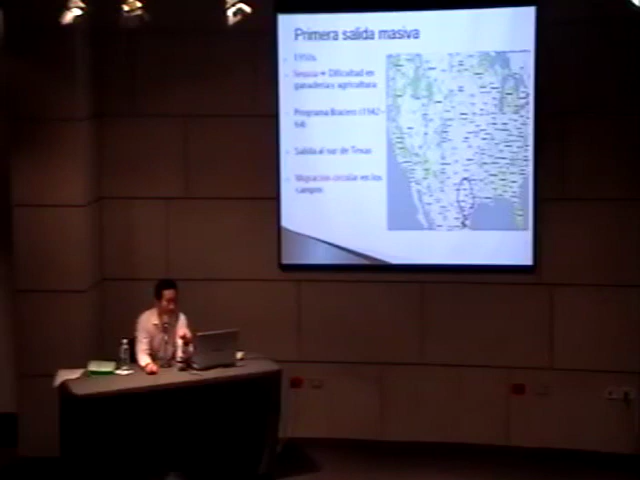 Primera salida masiva
1950s
Sequía → Dificultad en
ganadería y agricultura
Programa Bracero (1942-
64)
Salida al sur de Texas
Migración circular en los
campos